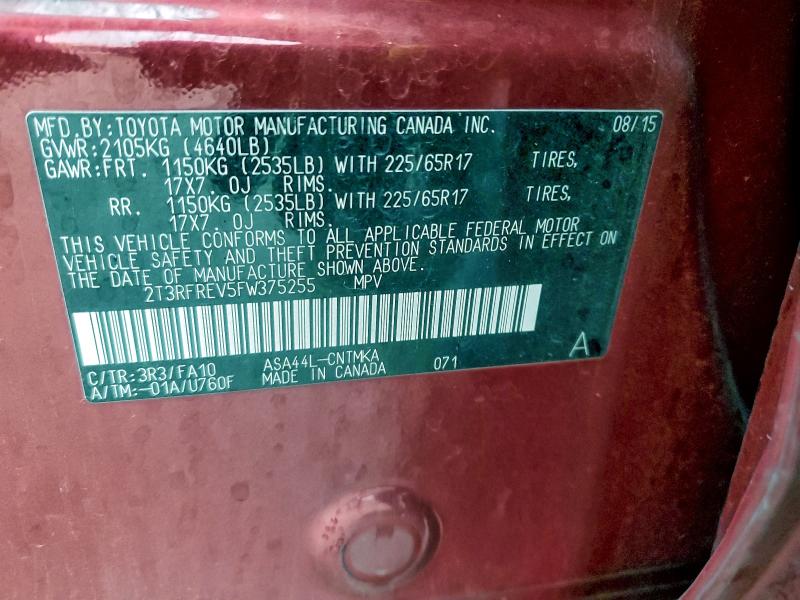 MFD.BY:TOYOTA MOTOR MANUFACTURING CANADA INC. 08/15
GVWR:2105KG (4640LB)
GAWR:FRT. 1150KG (2535LB) WITH 225/65R17 TIRES,
17X7 0J RIMS.
RR. 1150KG (2535LB) WITH 225/65R17 TIRES,
17X7 0J RIMS.
THIS VEHICLE CONFORMS TO ALL APPLICABLE FEDERAL MOTOR
VEHICLE SAFETY AND THEFT PREVENTION STANDARDS IN EFFECT ON
THE DATE OF MANUFACTURE SHOWN ABOVE.
2T3RFREV5FW375255 MPV
C/TR:3R3/FA10 ASA44L-CNTMKA 071 A
A/TM:-01A/U760F MADE IN CANADA